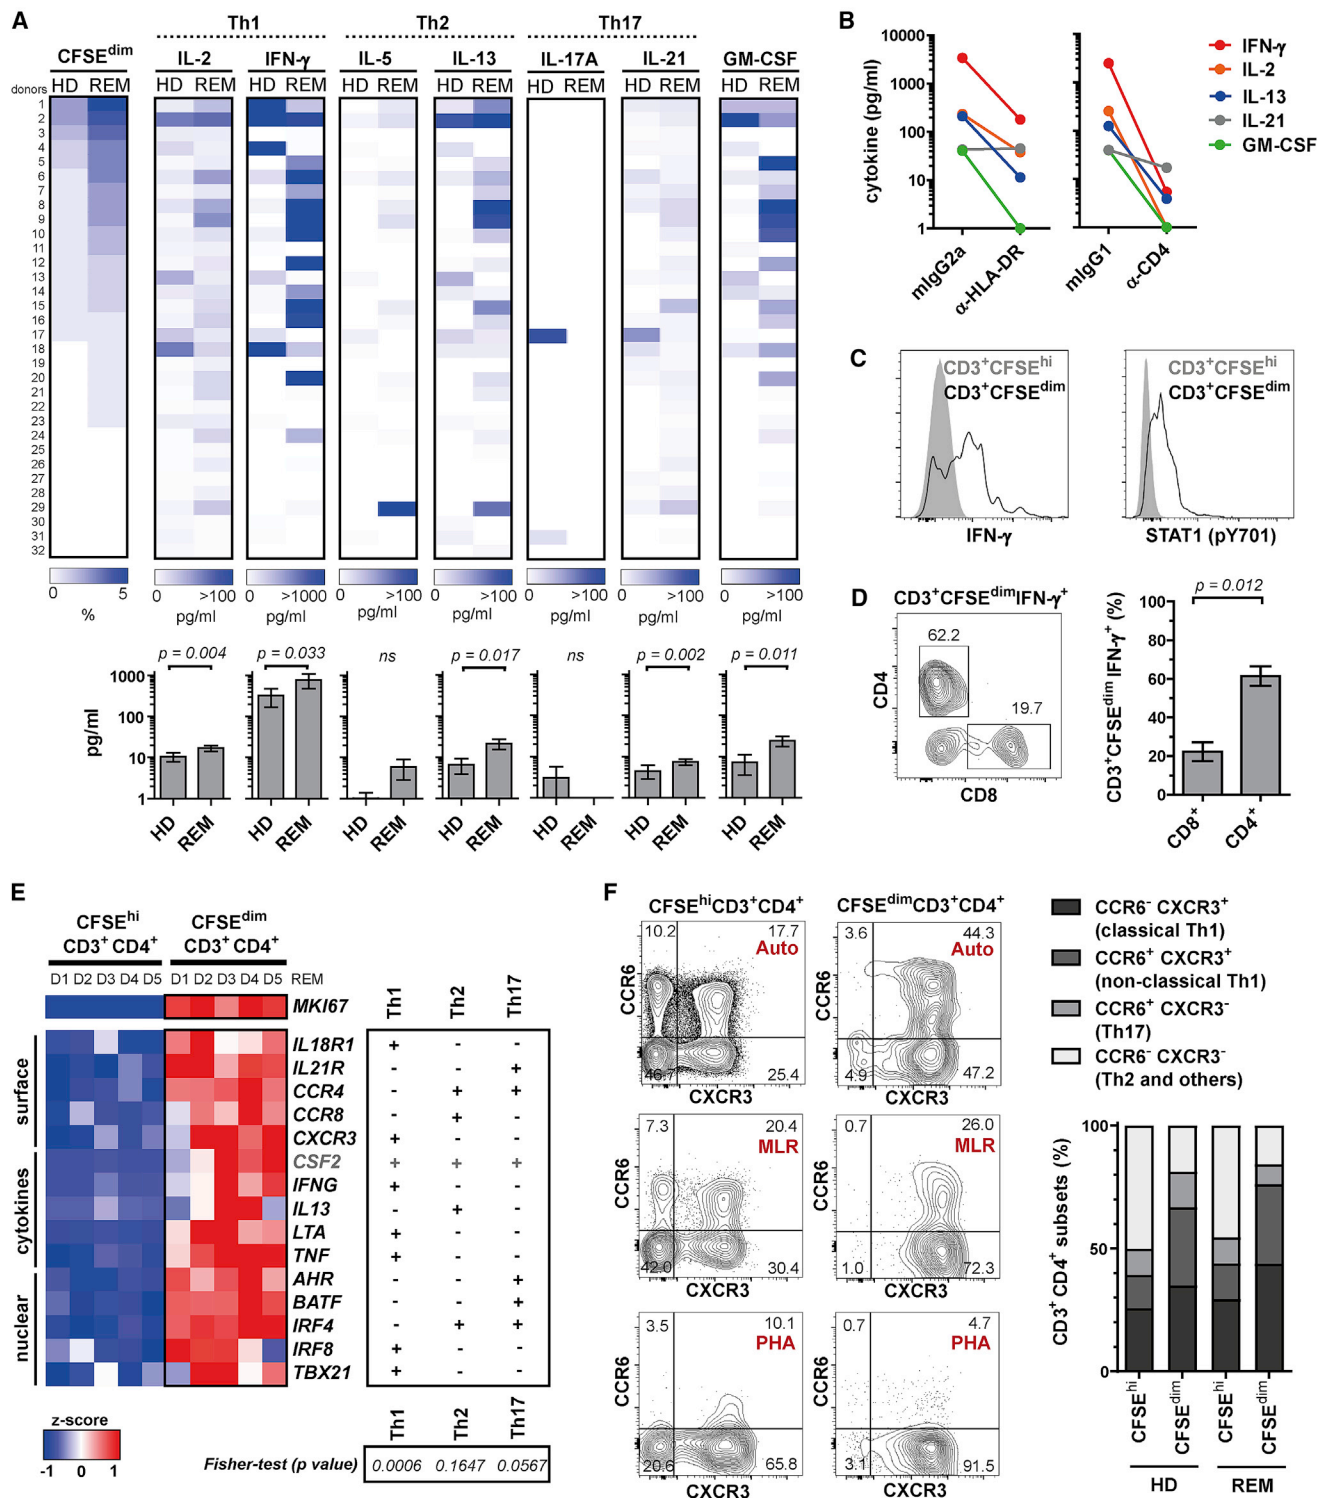 A
Th1
Th2
Th17
CFSEdim
IL-2
IFN-γ
IL-5
IL-13
IL-17A
IL-21
GM-CSF
donors
HD REM
HD REM
HD REM
HD REM
HD REM
HD REM
HD REM
HD REM
1
2
3
4
5
6
7
8
9
10
11
12
13
14
15
16
17
18
19
20
21
22
23
24
25
26
27
28
29
30
31
32
0 5
%
0 >100
pg/ml
0 >1000
pg/ml
0 >100
pg/ml
0 >100
pg/ml
0 >100
pg/ml
0 >100
pg/ml
0 >100
pg/ml
p = 0.004
p = 0.033
ns
p = 0.017
ns
p = 0.002
p = 0.011
pg/ml
1000
100
10
1
HD REM
HD REM
HD REM
HD REM
HD REM
HD REM
HD REM
B
cytokine (pg/ml)
10000
1000
100
10
1
mIgG2a
α-HLA-DR
mIgG1
α-CD4
IFN-γ
IL-2
IL-13
IL-21
GM-CSF
C
CD3+CFSEhi
CD3+CFSEdim
IFN-γ
CD3+CFSEhi
CD3+CFSEdim
STAT1 (pY701)
D
CD3+CFSEdimIFN-γ+
62.2
19.7
CD4
CD8
p = 0.012
CD3+CFSEdim IFN-γ+ (%)
100
80
60
40
20
0
CD8+
CD4+
E
CFSEhi
CD3+ CD4+
CFSEdim
CD3+ CD4+
D1 D2 D3 D4 D5
D1 D2 D3 D4 D5
REM
MKI67
Th1
Th2
Th17
surface
IL18R1 + - -
IL21R - - +
CCR4 - + +
CCR8 - + -
CXCR3 + - -
cytokines
CSF2 + + +
IFNG + - -
IL13 - + -
LTA + - -
TNF + - -
nuclear
AHR - - +
BATF - - +
IRF4 - + +
IRF8 + - -
TBX21 + - -
z-score
-1 0 1
Th1
Th2
Th17
Fisher-test (p value)
0.0006 0.1647 0.0567
F
CFSEhiCD3+CD4+
CFSEdimCD3+CD4+
10.2
17.7
Auto
46.7
25.4
CCR6
CXCR3
3.6
44.3
Auto
4.9
47.2
CCR6
CXCR3
7.3
20.4
MLR
42.0
30.4
CCR6
CXCR3
0.7
26.0
MLR
1.0
72.3
CCR6
CXCR3
3.5
10.1
PHA
20.6
65.8
CCR6
CXCR3
0.7
4.7
PHA
3.1
91.5
CCR6
CXCR3
CCR6- CXCR3+
(classical Th1)
CCR6+ CXCR3+
(non-classical Th1)
CCR6+ CXCR3-
(Th17)
CCR6- CXCR3-
(Th2 and others)
CD3+ CD4+ subsets (%)
100
50
0
CFSEhi
CFSEdim
CFSEhi
CFSEdim
HD
REM